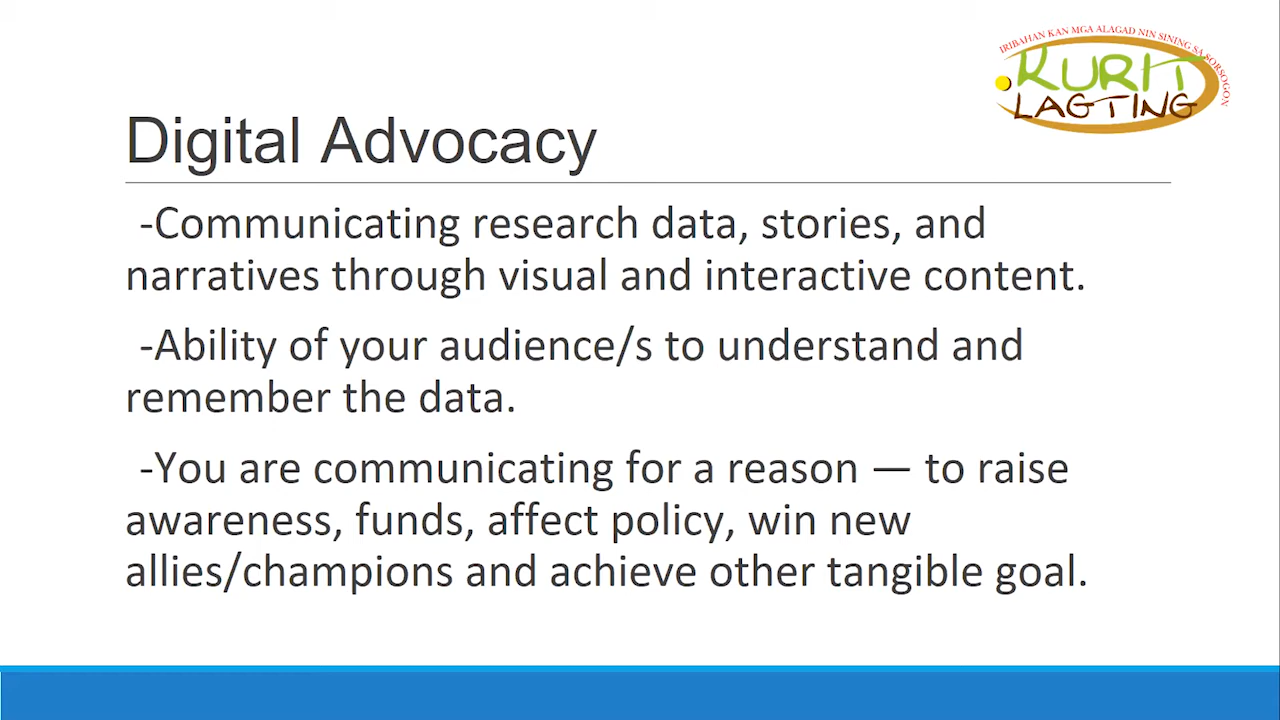 IRIBAHAN KAN MGA ALAGAD NIN SINING SA SORSOGON
KURIT
LAGTING
Digital Advocacy
-Communicating research data, stories, and
narratives through visual and interactive content.
-Ability of your audience/s to understand and
remember the data.
-You are communicating for a reason — to raise
awareness, funds, affect policy, win new
allies/champions and achieve other tangible goal.